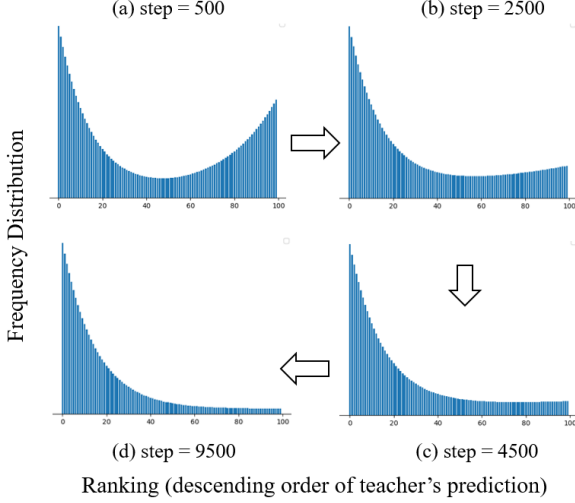 (a) step = 500
(b) step = 2500
Frequency Distribution
0 20 40 60 80 100
0 20 40 60 80 100
0 20 40 60 80 100
0 20 40 60 80 100
(d) step = 9500
(c) step = 4500
Ranking (descending order of teacher’s prediction)